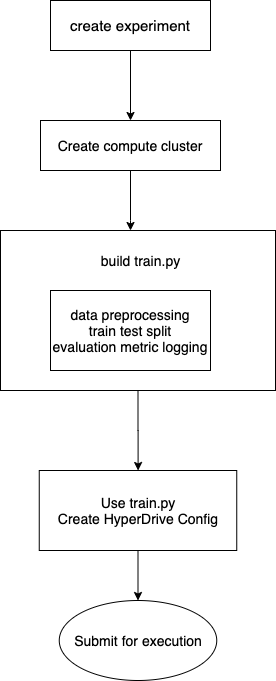 create experiment
Create compute cluster
build train.py
data preprocessing
train test split
evaluation metric logging
Use train.py
Create HyperDrive Config
Submit for execution